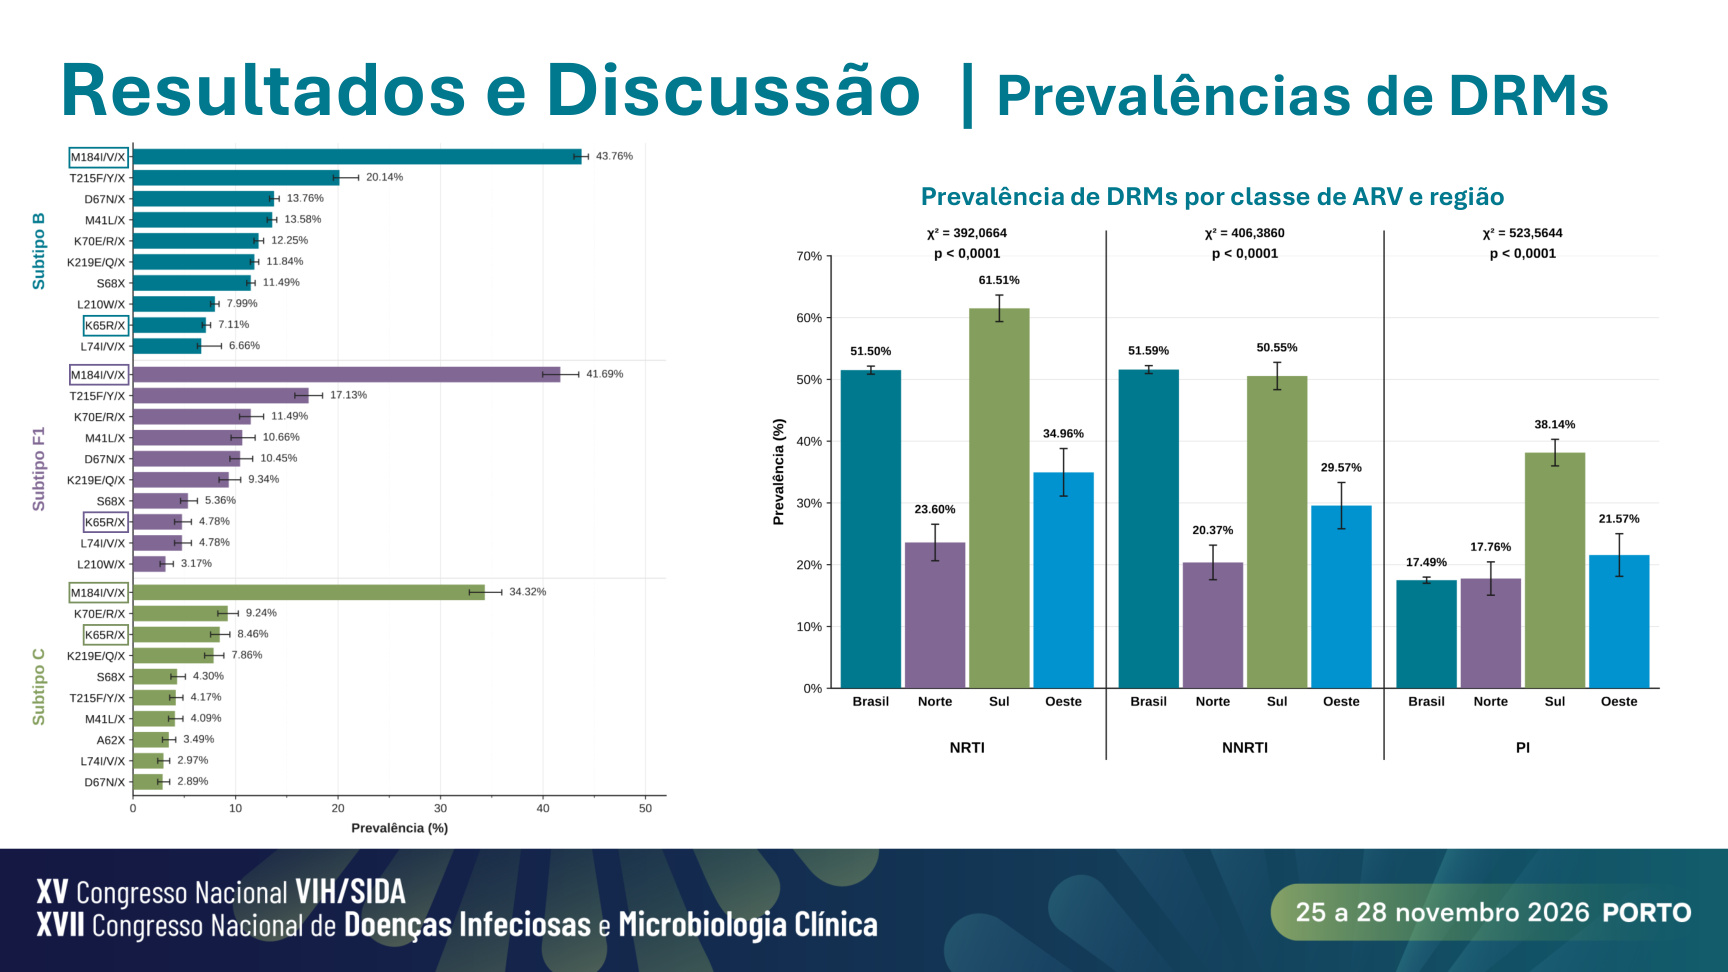 Resultados e Discussão | Prevalências de DRMs
Subtipo B
M184I/V/X 43.76%
T215F/Y/X 20.14%
D67N/X 13.76%
M41L/X 13.58%
K70E/R/X 12.25%
K219E/Q/X 11.84%
S68X 11.49%
L210W/X 7.99%
K65R/X 7.11%
L74I/V/X 6.66%
Subtipo F1
M184I/V/X 41.69%
T215F/Y/X 17.13%
K70E/R/X 11.49%
M41L/X 10.66%
D67N/X 10.45%
K219E/Q/X 9.34%
S68X 5.36%
K65R/X 4.78%
L74I/V/X 4.78%
L210W/X 3.17%
Subtipo C
M184I/V/X 34.32%
K70E/R/X 9.24%
K65R/X 8.46%
K219E/Q/X 7.86%
S68X 4.30%
T215F/Y/X 4.17%
M41L/X 4.09%
A62X 3.49%
L74I/V/X 2.97%
D67N/X 2.89%
0 10 20 30 40 50
Prevalência (%)
Prevalência de DRMs por classe de ARV e região
χ² = 392,0664 χ² = 406,3860 χ² = 523,5644
p < 0,0001 p < 0,0001 p < 0,0001
Prevalência (%)
70%
60%
50%
40%
30%
20%
10%
0%
51.50% 23.60% 61.51% 34.96%
51.59% 20.37% 50.55% 29.57%
17.49% 17.76% 38.14% 21.57%
Brasil Norte Sul Oeste Brasil Norte Sul Oeste Brasil Norte Sul Oeste
NRTI NNRTI PI
XV Congresso Nacional VIH/SIDA
XVII Congresso Nacional de Doenças Infeciosas e Microbiologia Clínica
25 a 28 novembro 2026 PORTO